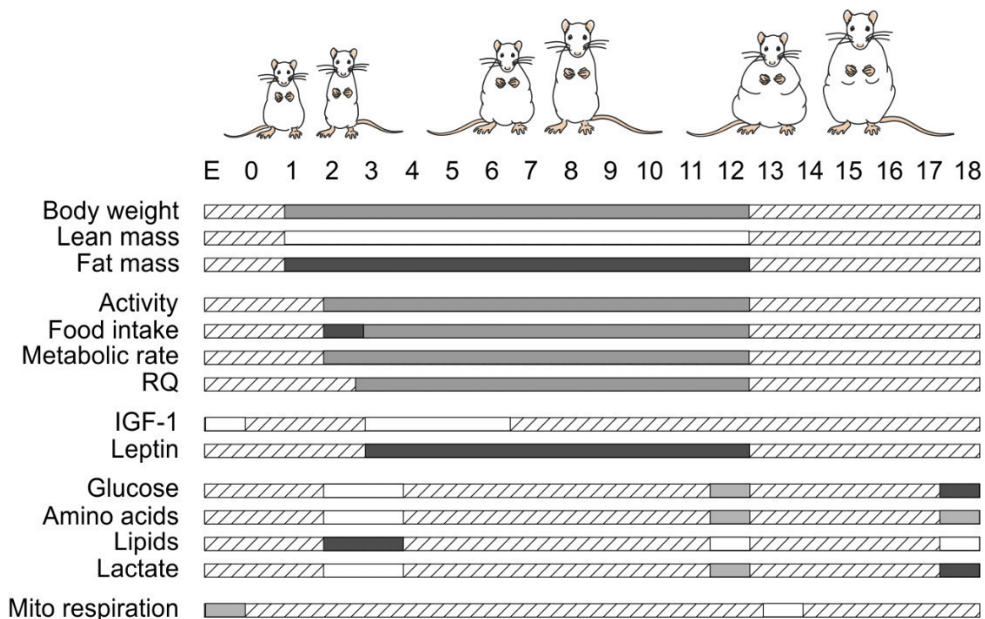 E 0 1 2 3 4 5 6 7 8 9 10 11 12 13 14 15 16 17 18
Body weight
Lean mass
Fat mass
Activity
Food intake
Metabolic rate
RQ
IGF-1
Leptin
Glucose
Amino acids
Lipids
Lactate
Mito respiration